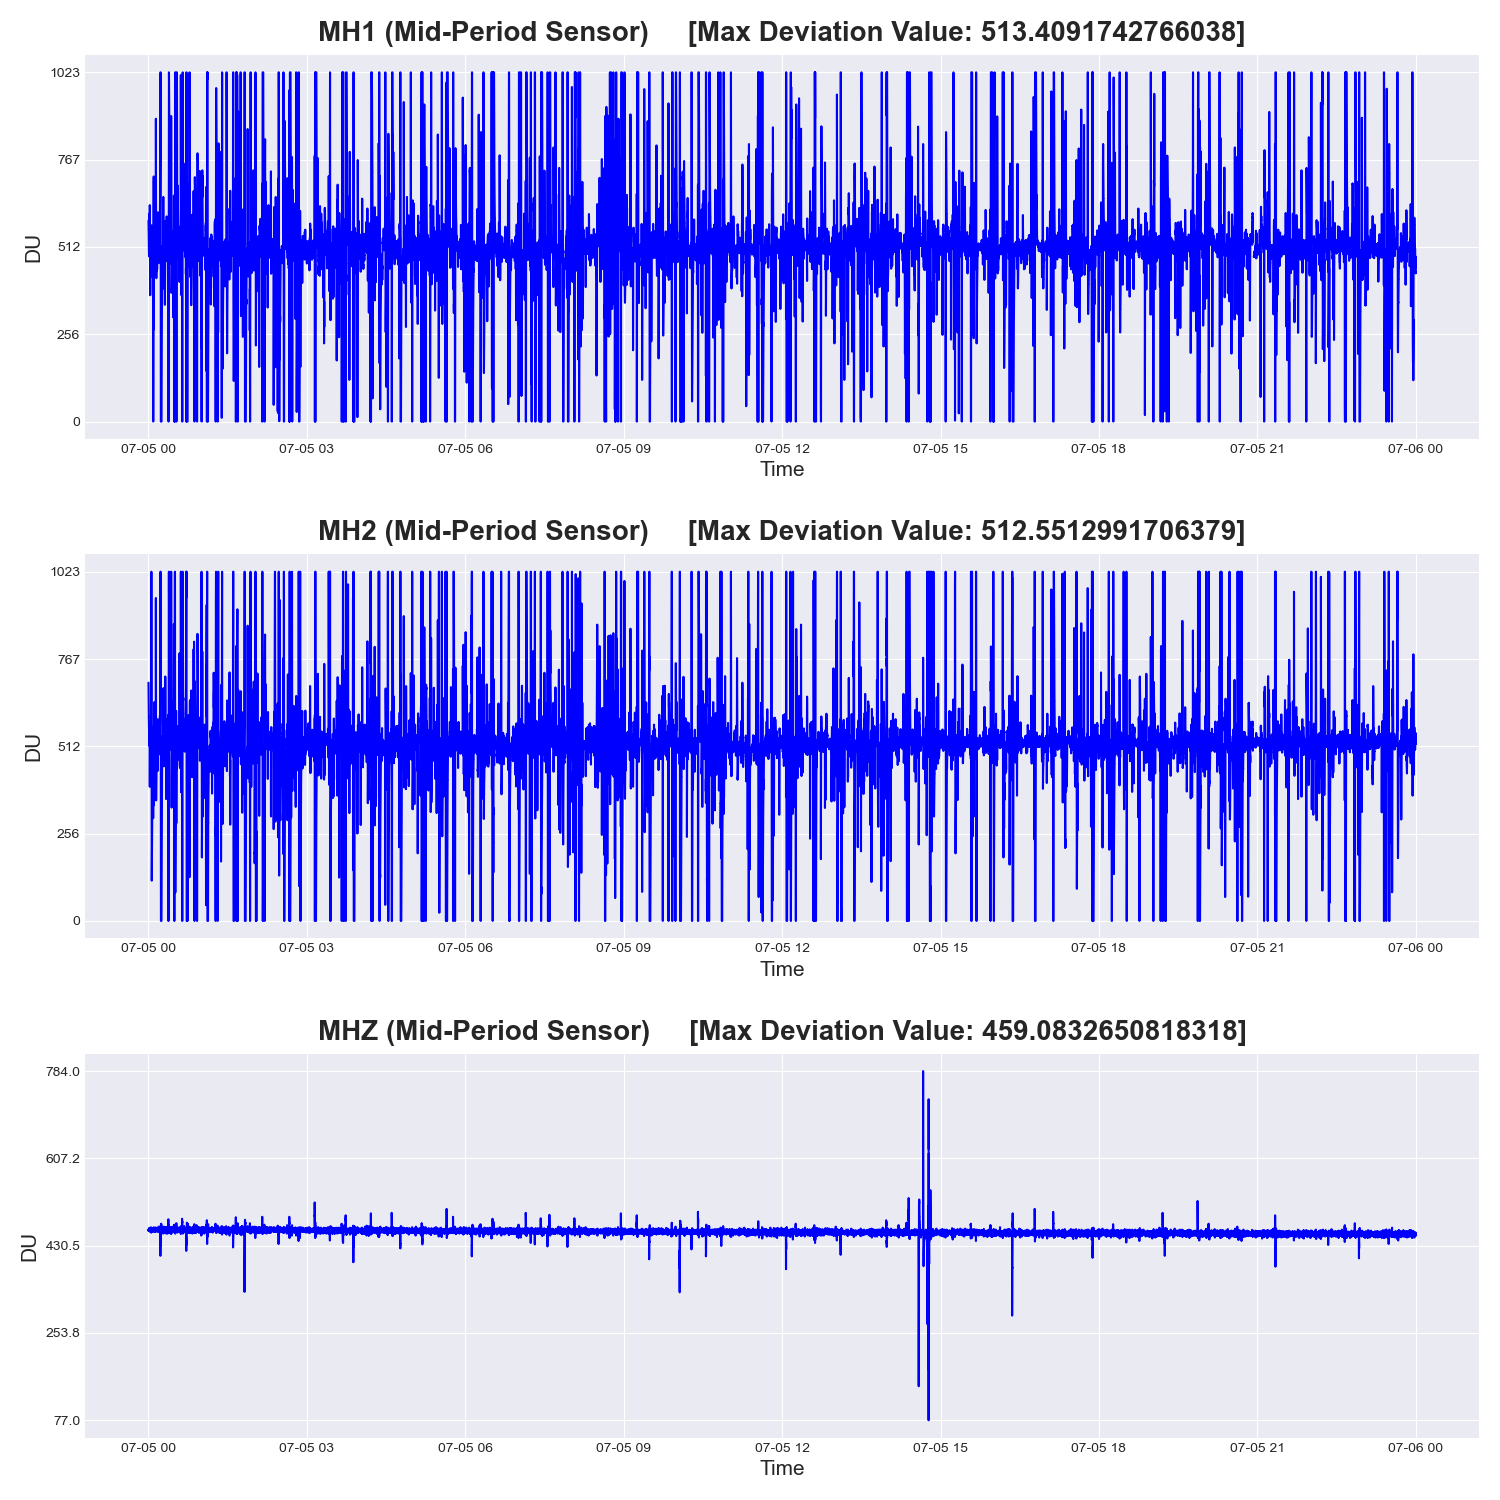 MH1 (Mid-Period Sensor) [Max Deviation Value: 513.4091742766038]
1023
767
512
256
0
DU
07-05 00 07-05 03 07-05 06 07-05 09 07-05 12 07-05 15 07-05 18 07-05 21 07-06 00
Time
MH2 (Mid-Period Sensor) [Max Deviation Value: 512.5512991706379]
1023
767
512
256
0
DU
07-05 00 07-05 03 07-05 06 07-05 09 07-05 12 07-05 15 07-05 18 07-05 21 07-06 00
Time
MHZ (Mid-Period Sensor) [Max Deviation Value: 459.0832650818318]
784.0
607.2
430.5
253.8
77.0
DU
07-05 00 07-05 03 07-05 06 07-05 09 07-05 12 07-05 15 07-05 18 07-05 21 07-06 00
Time